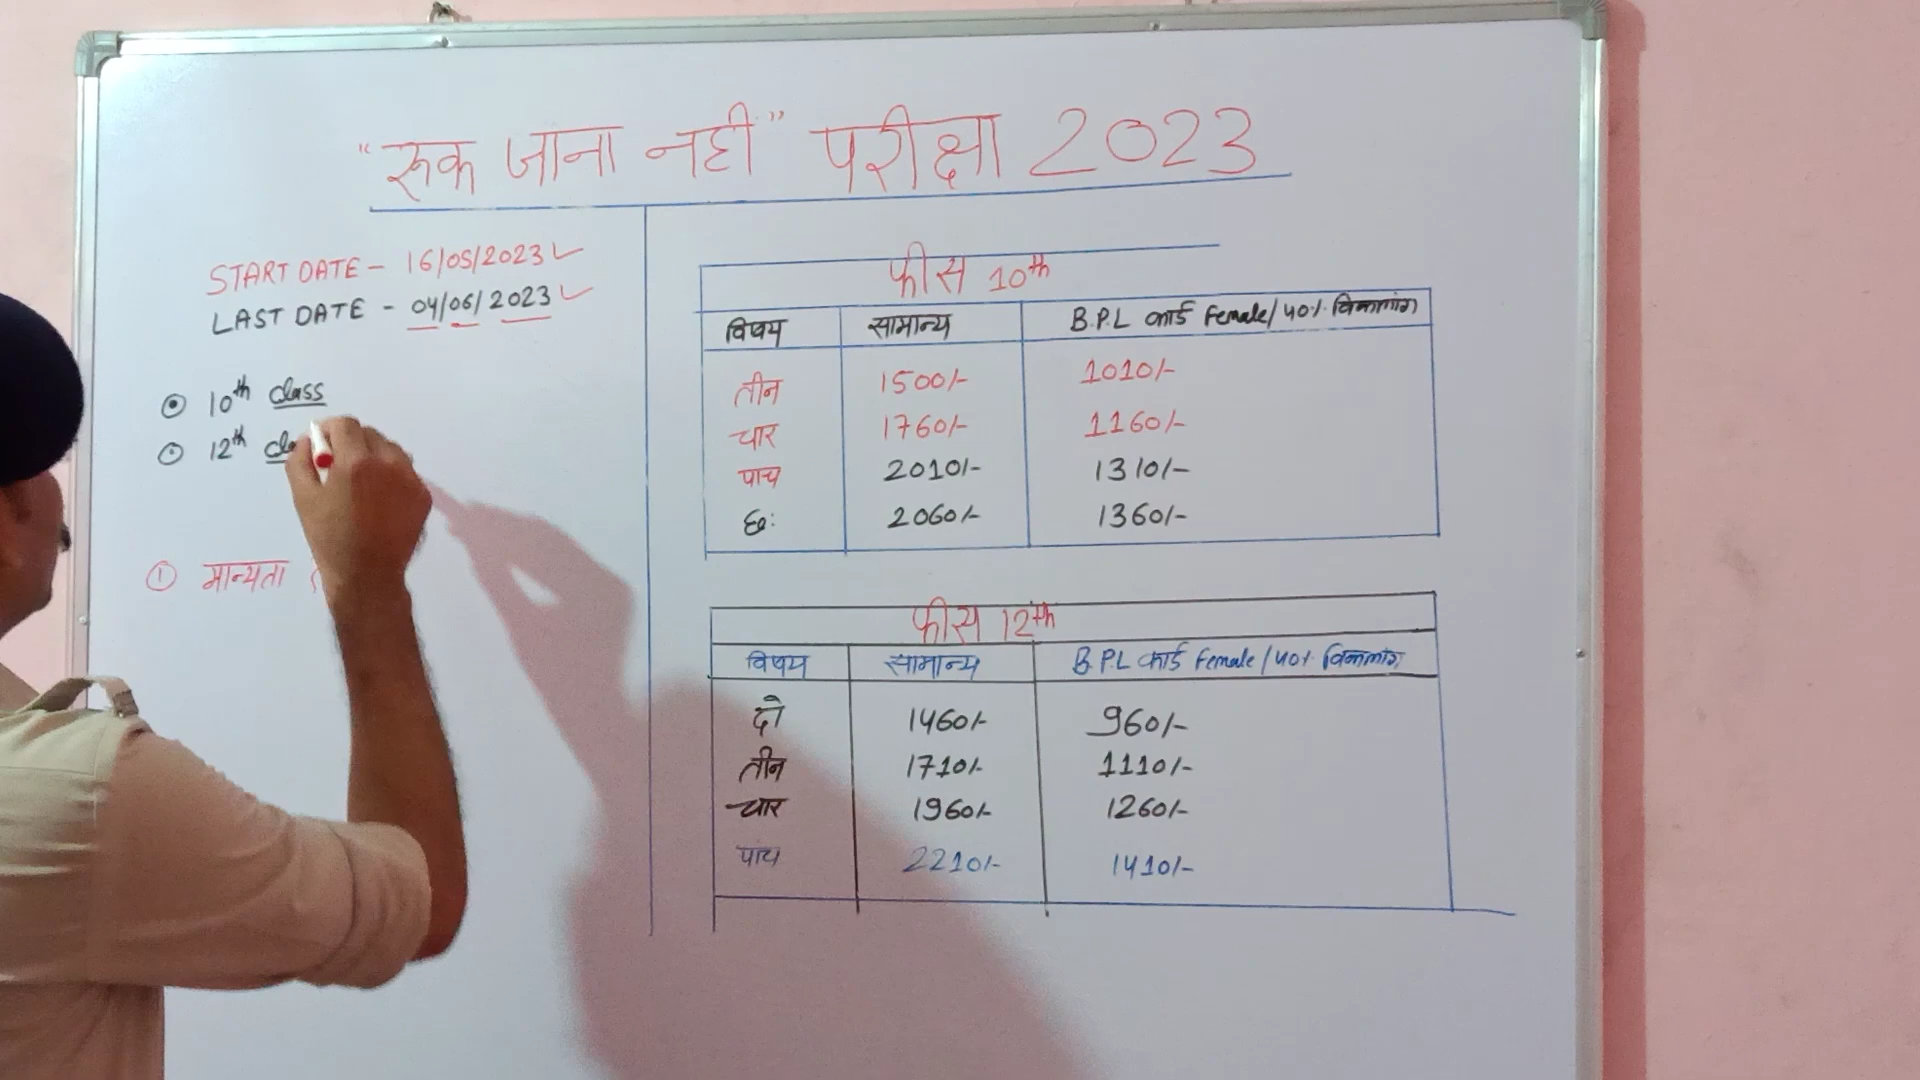 "रुक जाना नहीं" परीक्षा 2023
START DATE - 16/05/2023
LAST DATE - 04/06/2023
10th class
12th
① मान्यता
फीस 10th
विषय सामान्य B.P.L कार्ड Female/40% विकलांग
तीन 1500/- 1010/-
चार 1760/- 1160/-
पाच 2010/- 1310/-
छः 2060/- 1360/-
फीस 12th
विषय सामान्य B.P.L कार्ड Female/40% विकलांग
दो 1460/- 960/-
तीन 1710/- 1110/-
चार 1960/- 1260/-
पांच 2210/- 1410/-